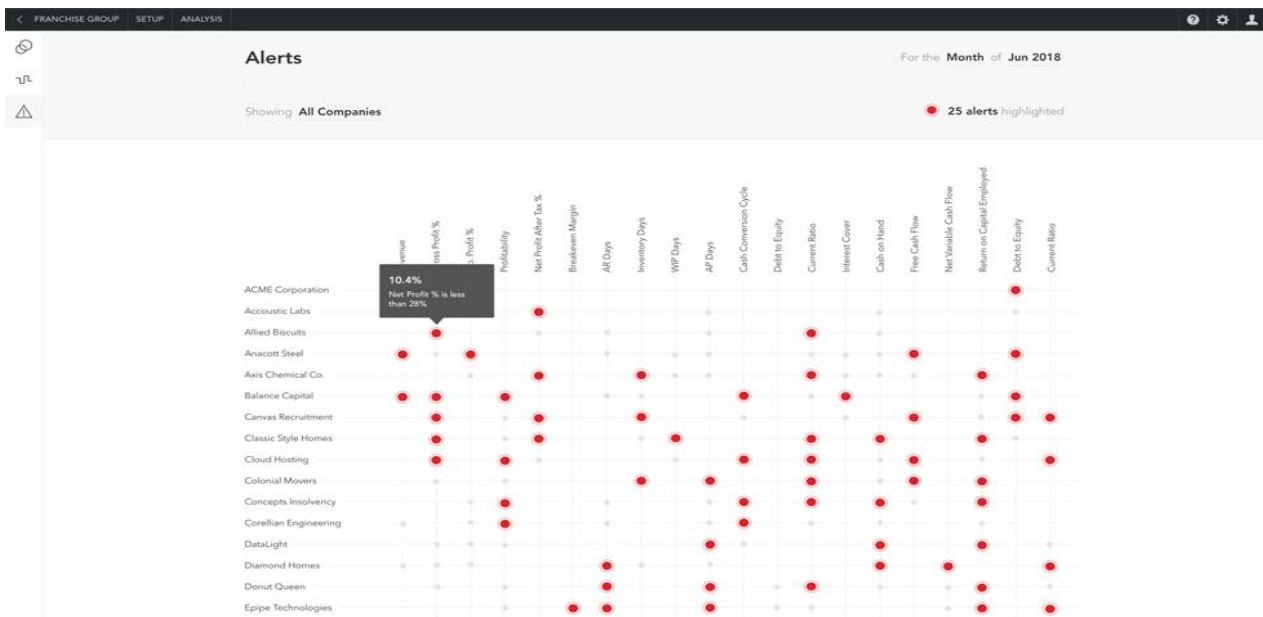 FRANCHISE GROUP SETUP ANALYSIS
Alerts
For the Month of Jun 2018
Showing All Companies
25 alerts highlighted
venue
oss Profit %
. Profit %
Profitability
Net Profit After Tax %
Breakeven Margin
AR Days
Inventory Days
WIP Days
AP Days
Cash Conversion Cycle
Debt to Equity
Current Ratio
Interest Cover
Cash on Hand
Free Cash Flow
Net Variable Cash Flow
Return on Capital Employed
Debt to Equity
Current Ratio
10.4%
Net Profit % is less
than 28%
ACME Corporation
Accoustic Labs
Allied Biscuits
Anacott Steel
Axis Chemical Co.
Balance Capital
Canvas Recruitment
Classic Style Homes
Cloud Hosting
Colonial Movers
Concepts Insolvency
Corellian Engineering
DataLight
Diamond Homes
Donut Queen
Epipe Technologies